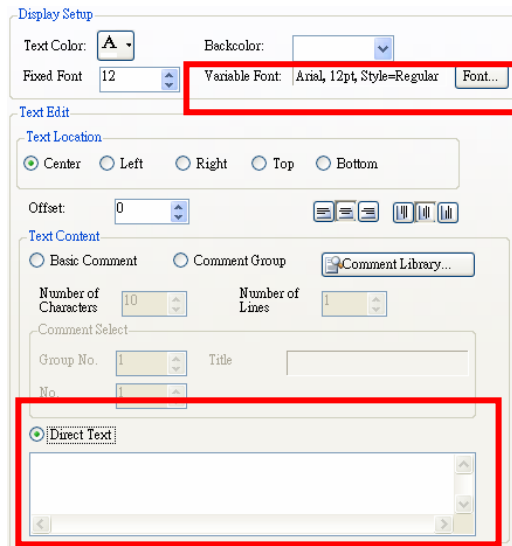 Display Setup
Text Color: A Backcolor:
Fixed Font 12 Variable Font: Arial, 12pt, Style=Regular Font...
Text Edit
Text Location
Center Left Right Top Bottom
Offset: 0
Text Content
Basic Comment Comment Group Comment Library...
Number of Characters 10 Number of Lines 1
Comment Select
Group No. 1 Title
No. 1
Direct Text